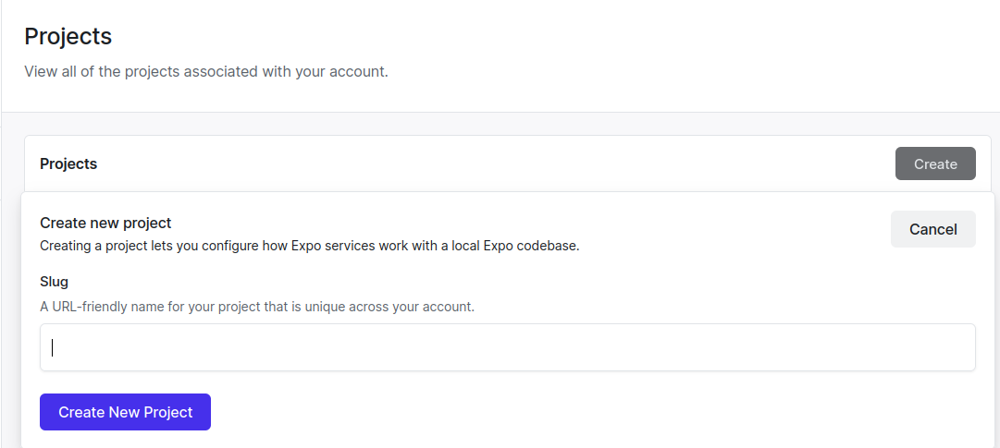 Projects
View all of the projects associated with your account.
Projects
Create
Create new project
Cancel
Creating a project lets you configure how Expo services work with a local Expo codebase.
Slug
A URL-friendly name for your project that is unique across your account.
Create New Project